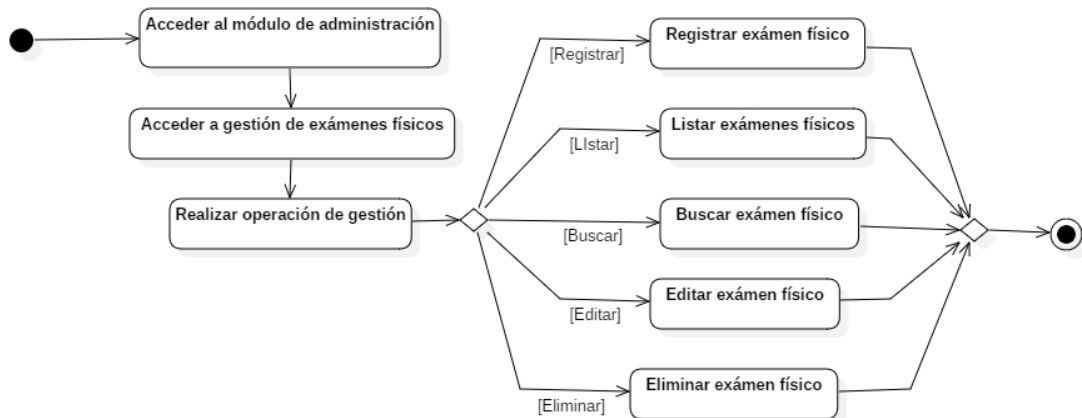 Acceder al módulo de administración
Acceder a gestión de exámenes físicos
Realizar operación de gestión
[Registrar]
Registrar exámen físico
[LIstar]
Listar exámenes físicos
[Buscar]
Buscar exámen físico
[Editar]
Editar exámen físico
[Eliminar]
Eliminar exámen físico